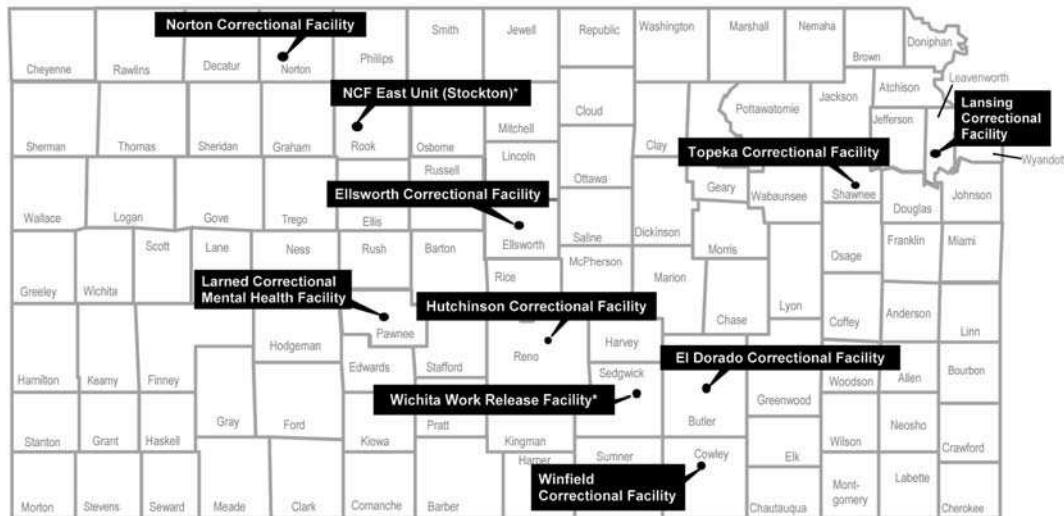 Norton Correctional Facility
Smith
Jewell
Republic
Washington
Marshall
Nemaha
Brown
Doniphan
Cheyenne
Rawlins
Decatur
Norton
Phillips
NCF East Unit (Stockton)*
Cloud
Pottawatomie
Jackson
Atchison
Leavenworth
Jefferson
Lansing
Correctional
Facility
Sherman
Thomas
Sheridan
Graham
Rook
Osborne
Mitchell
Lincoln
Clay
Topeka Correctional Facility
Wyandott
Russell
Ottawa
Ellsworth Correctional Facility
Geary
Wabaunsee
Shawnee
Douglas
Johnson
Wallace
Logan
Gove
Trego
Ellis
Ellsworth
Saline
Dickinson
Morris
Osage
Franklin
Miami
Scott
Lane
Ness
Rush
Barton
Rice
McPherson
Marion
Larned Correctional
Mental Health Facility
Hutchinson Correctional Facility
Greeley
Wichita
Pawnee
Chase
Lyon
Coffey
Anderson
Linn
Hodgeman
Edwards
Stafford
Reno
Harvey
El Dorado Correctional Facility
Hamilton
Kearny
Finney
Sedgwick
Woodson
Allen
Bourbon
Wichita Work Release Facility*
Butler
Greenwood
Gray
Ford
Pratt
Stanton
Grant
Haskell
Kiowa
Kingman
Harper
Sumner
Cowley
Elk
Wilson
Neosho
Crawford
Winfield
Correctional Facility
Morton
Stevens
Seward
Meade
Clark
Comanche
Barber
Chautauqua
Mont-
gomery
Labette
Cherokee